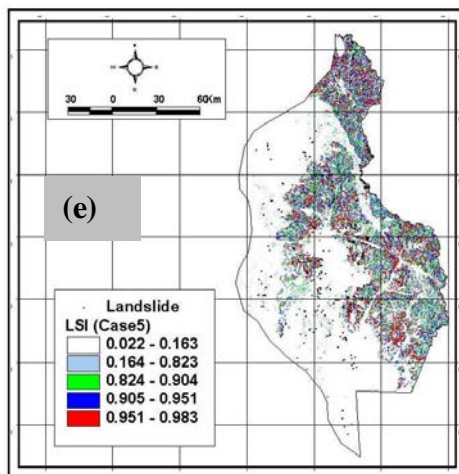 30 0 30 60Km
(e)
Landslide
LSI (Case5)
0.022 - 0.163
0.164 - 0.823
0.824 - 0.904
0.905 - 0.951
0.951 - 0.983